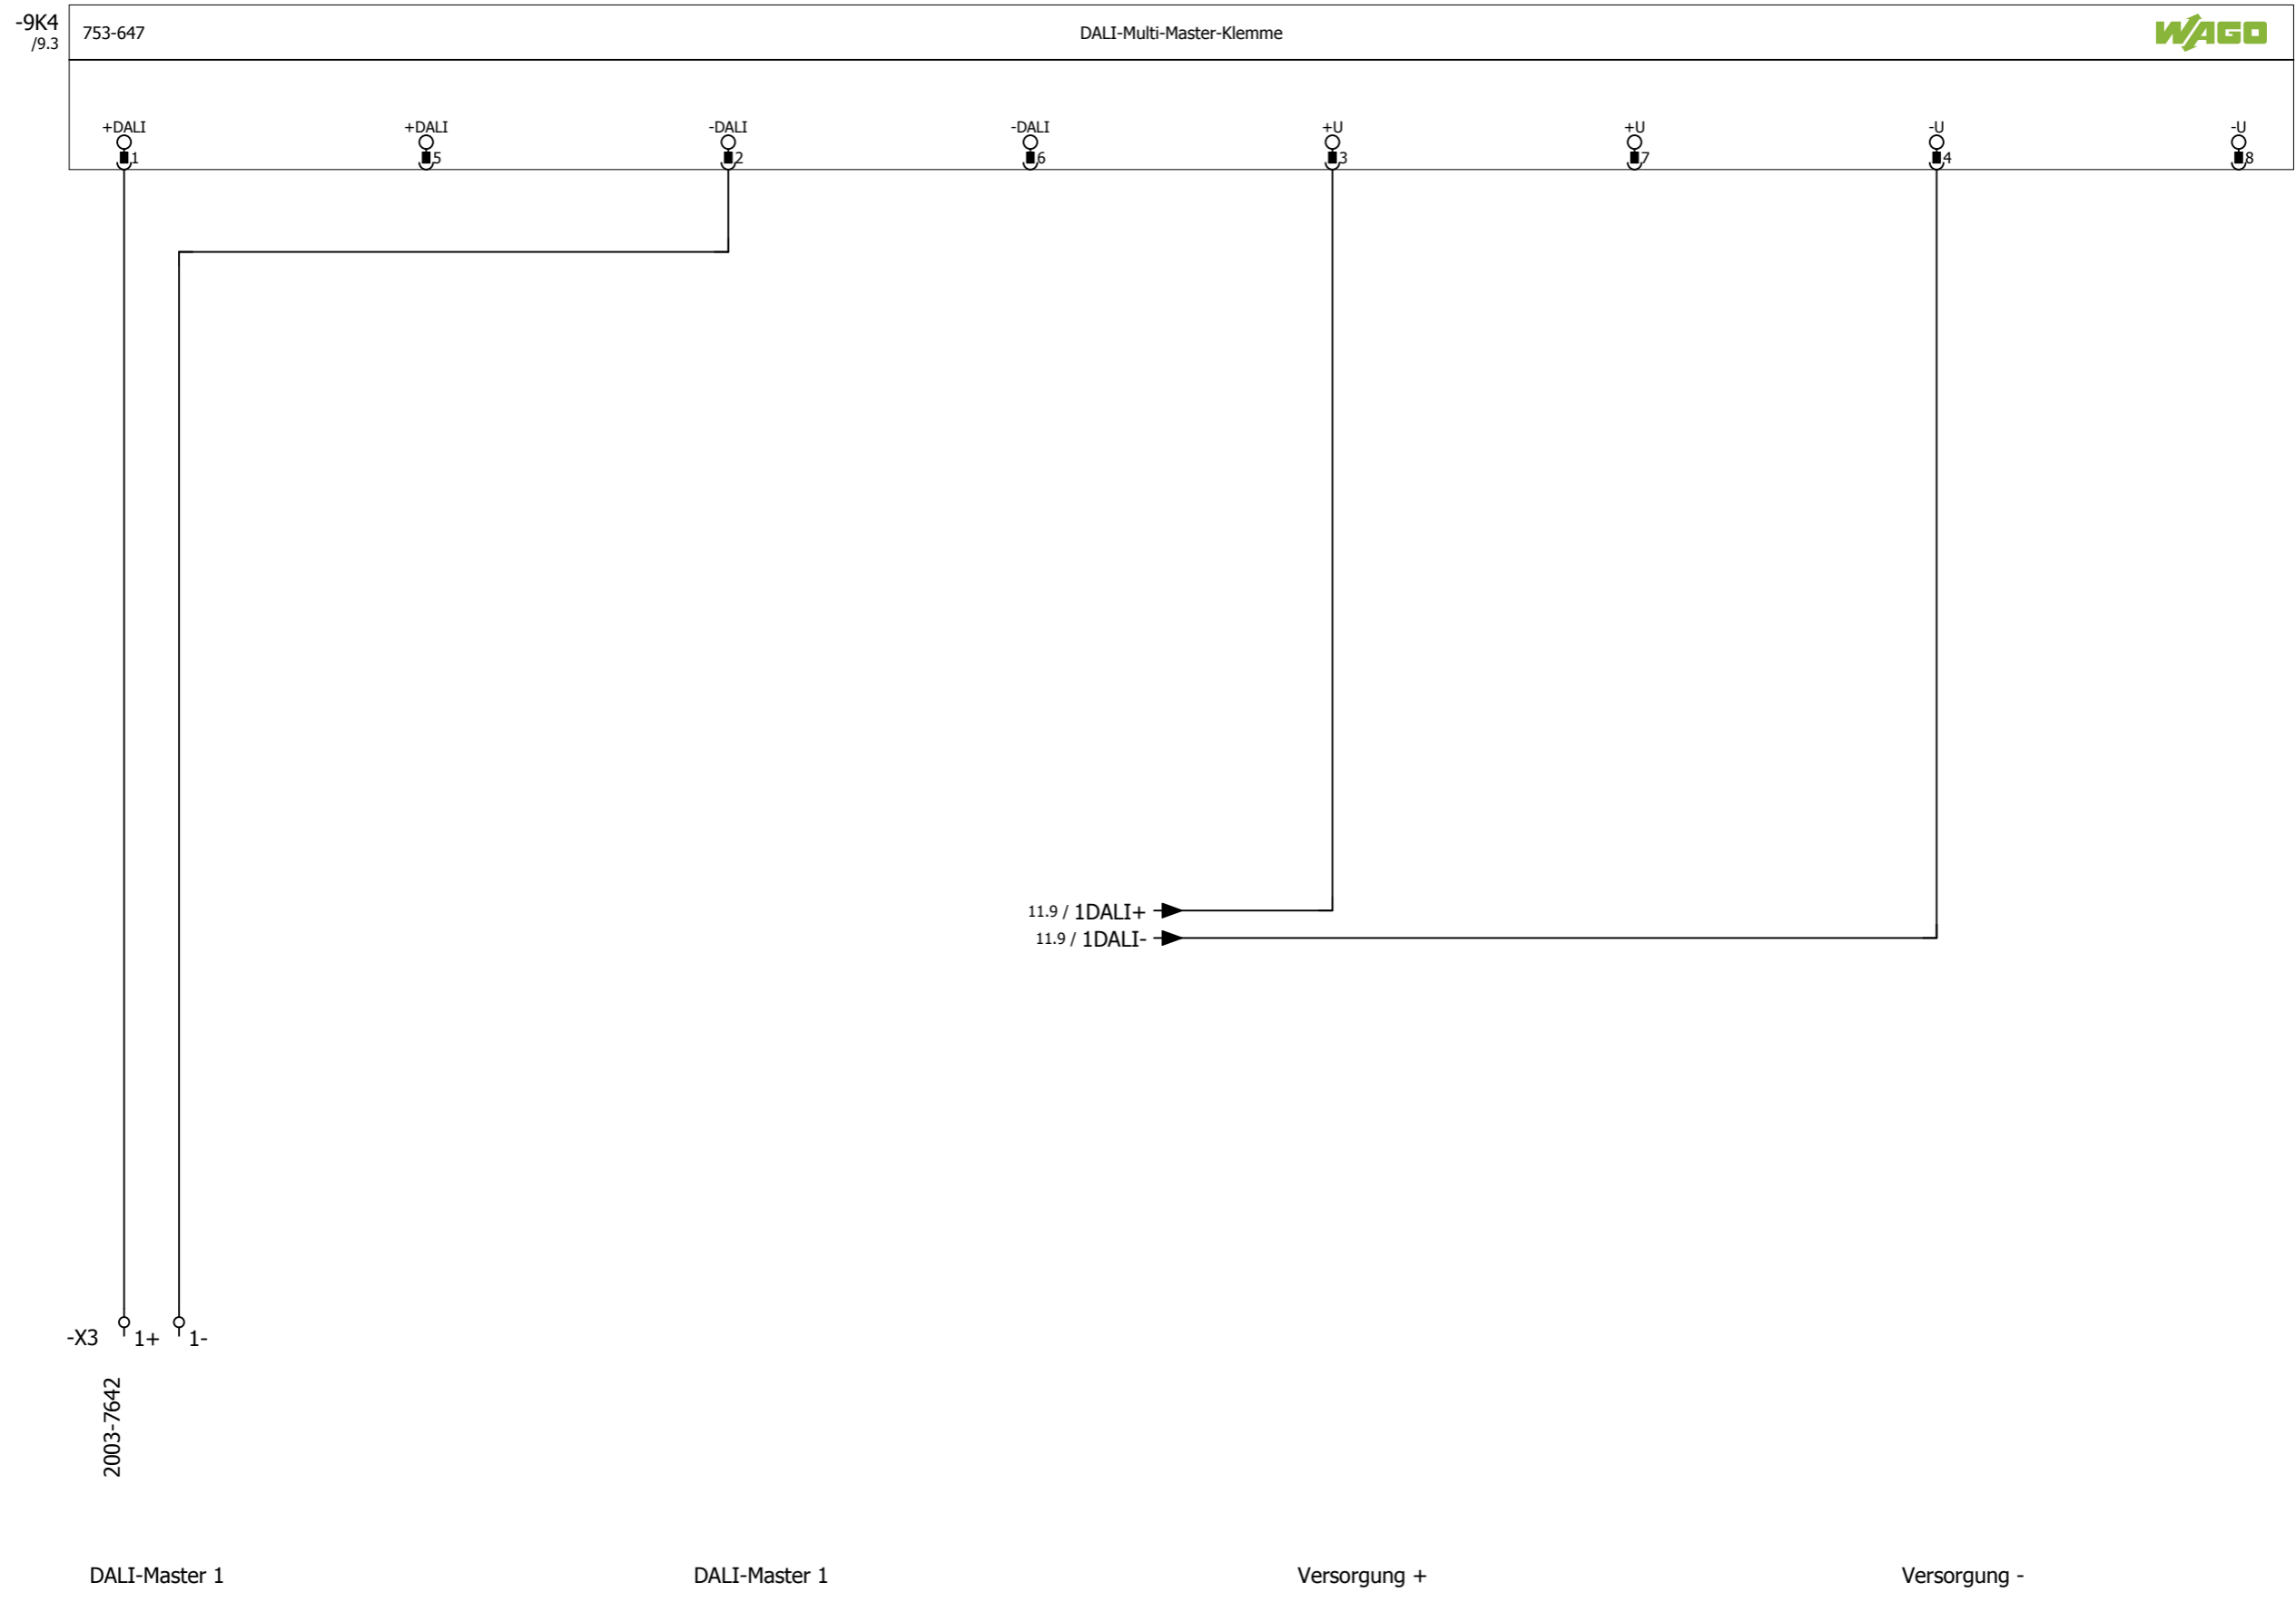 -9K4
/9.3
753-647
DALI-Multi-Master-Klemme
WAGO
+DALI +DALI -DALI -DALI +U +U -U -U
1 5 2 6 3 7 4 8
11.9 / 1DALI+
11.9 / 1DALI-
-X3 1+ 1-
2003-7642
DALI-Master 1 DALI-Master 1 Versorgung + Versorgung -